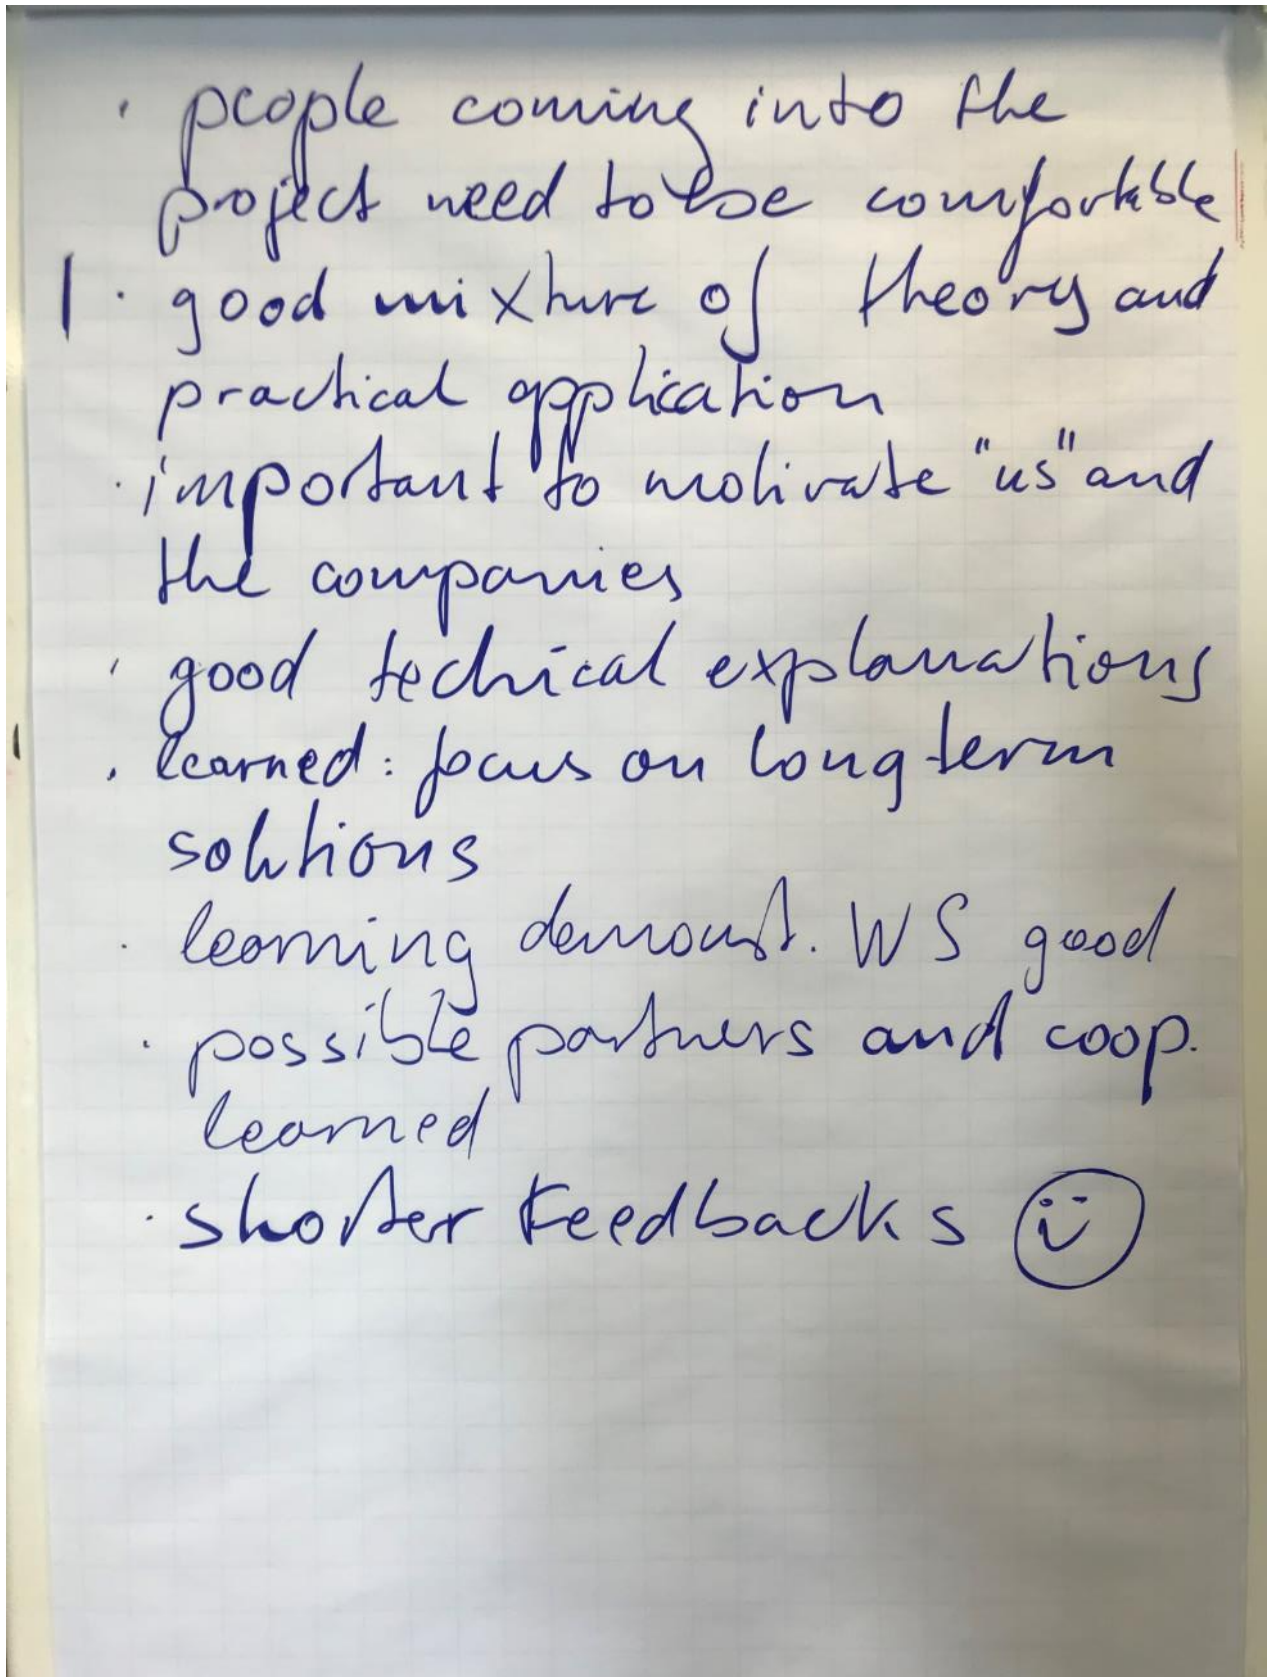 · people coming into the
project need to be comfortable
| · good mixture of theory and
practical application
· important to motivate "us" and
the companies
· good techical explanations
· learned: focus on long term
solutions
· learning demonst. WS good
· possible partners and coop.
learned
· shorter Feedbacks